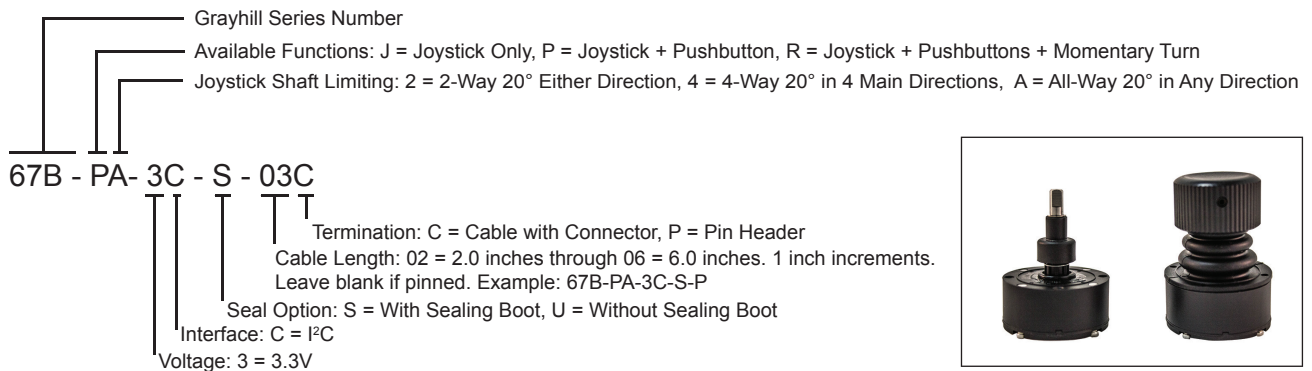 Grayhill Series Number
Available Functions: J = Joystick Only, P = Joystick + Pushbutton, R = Joystick + Pushbuttons + Momentary Turn
Joystick Shaft Limiting: 2 = 2-Way 20° Either Direction, 4 = 4-Way 20° in 4 Main Directions, A = All-Way 20° in Any Direction
67B - PA- 3C - S - 03C
Termination: C = Cable with Connector, P = Pin Header
Cable Length: 02 = 2.0 inches through 06 = 6.0 inches. 1 inch increments.
Leave blank if pinned. Example: 67B-PA-3C-S-P
Seal Option: S = With Sealing Boot, U = Without Sealing Boot
Interface: C = I²C
Voltage: 3 = 3.3V